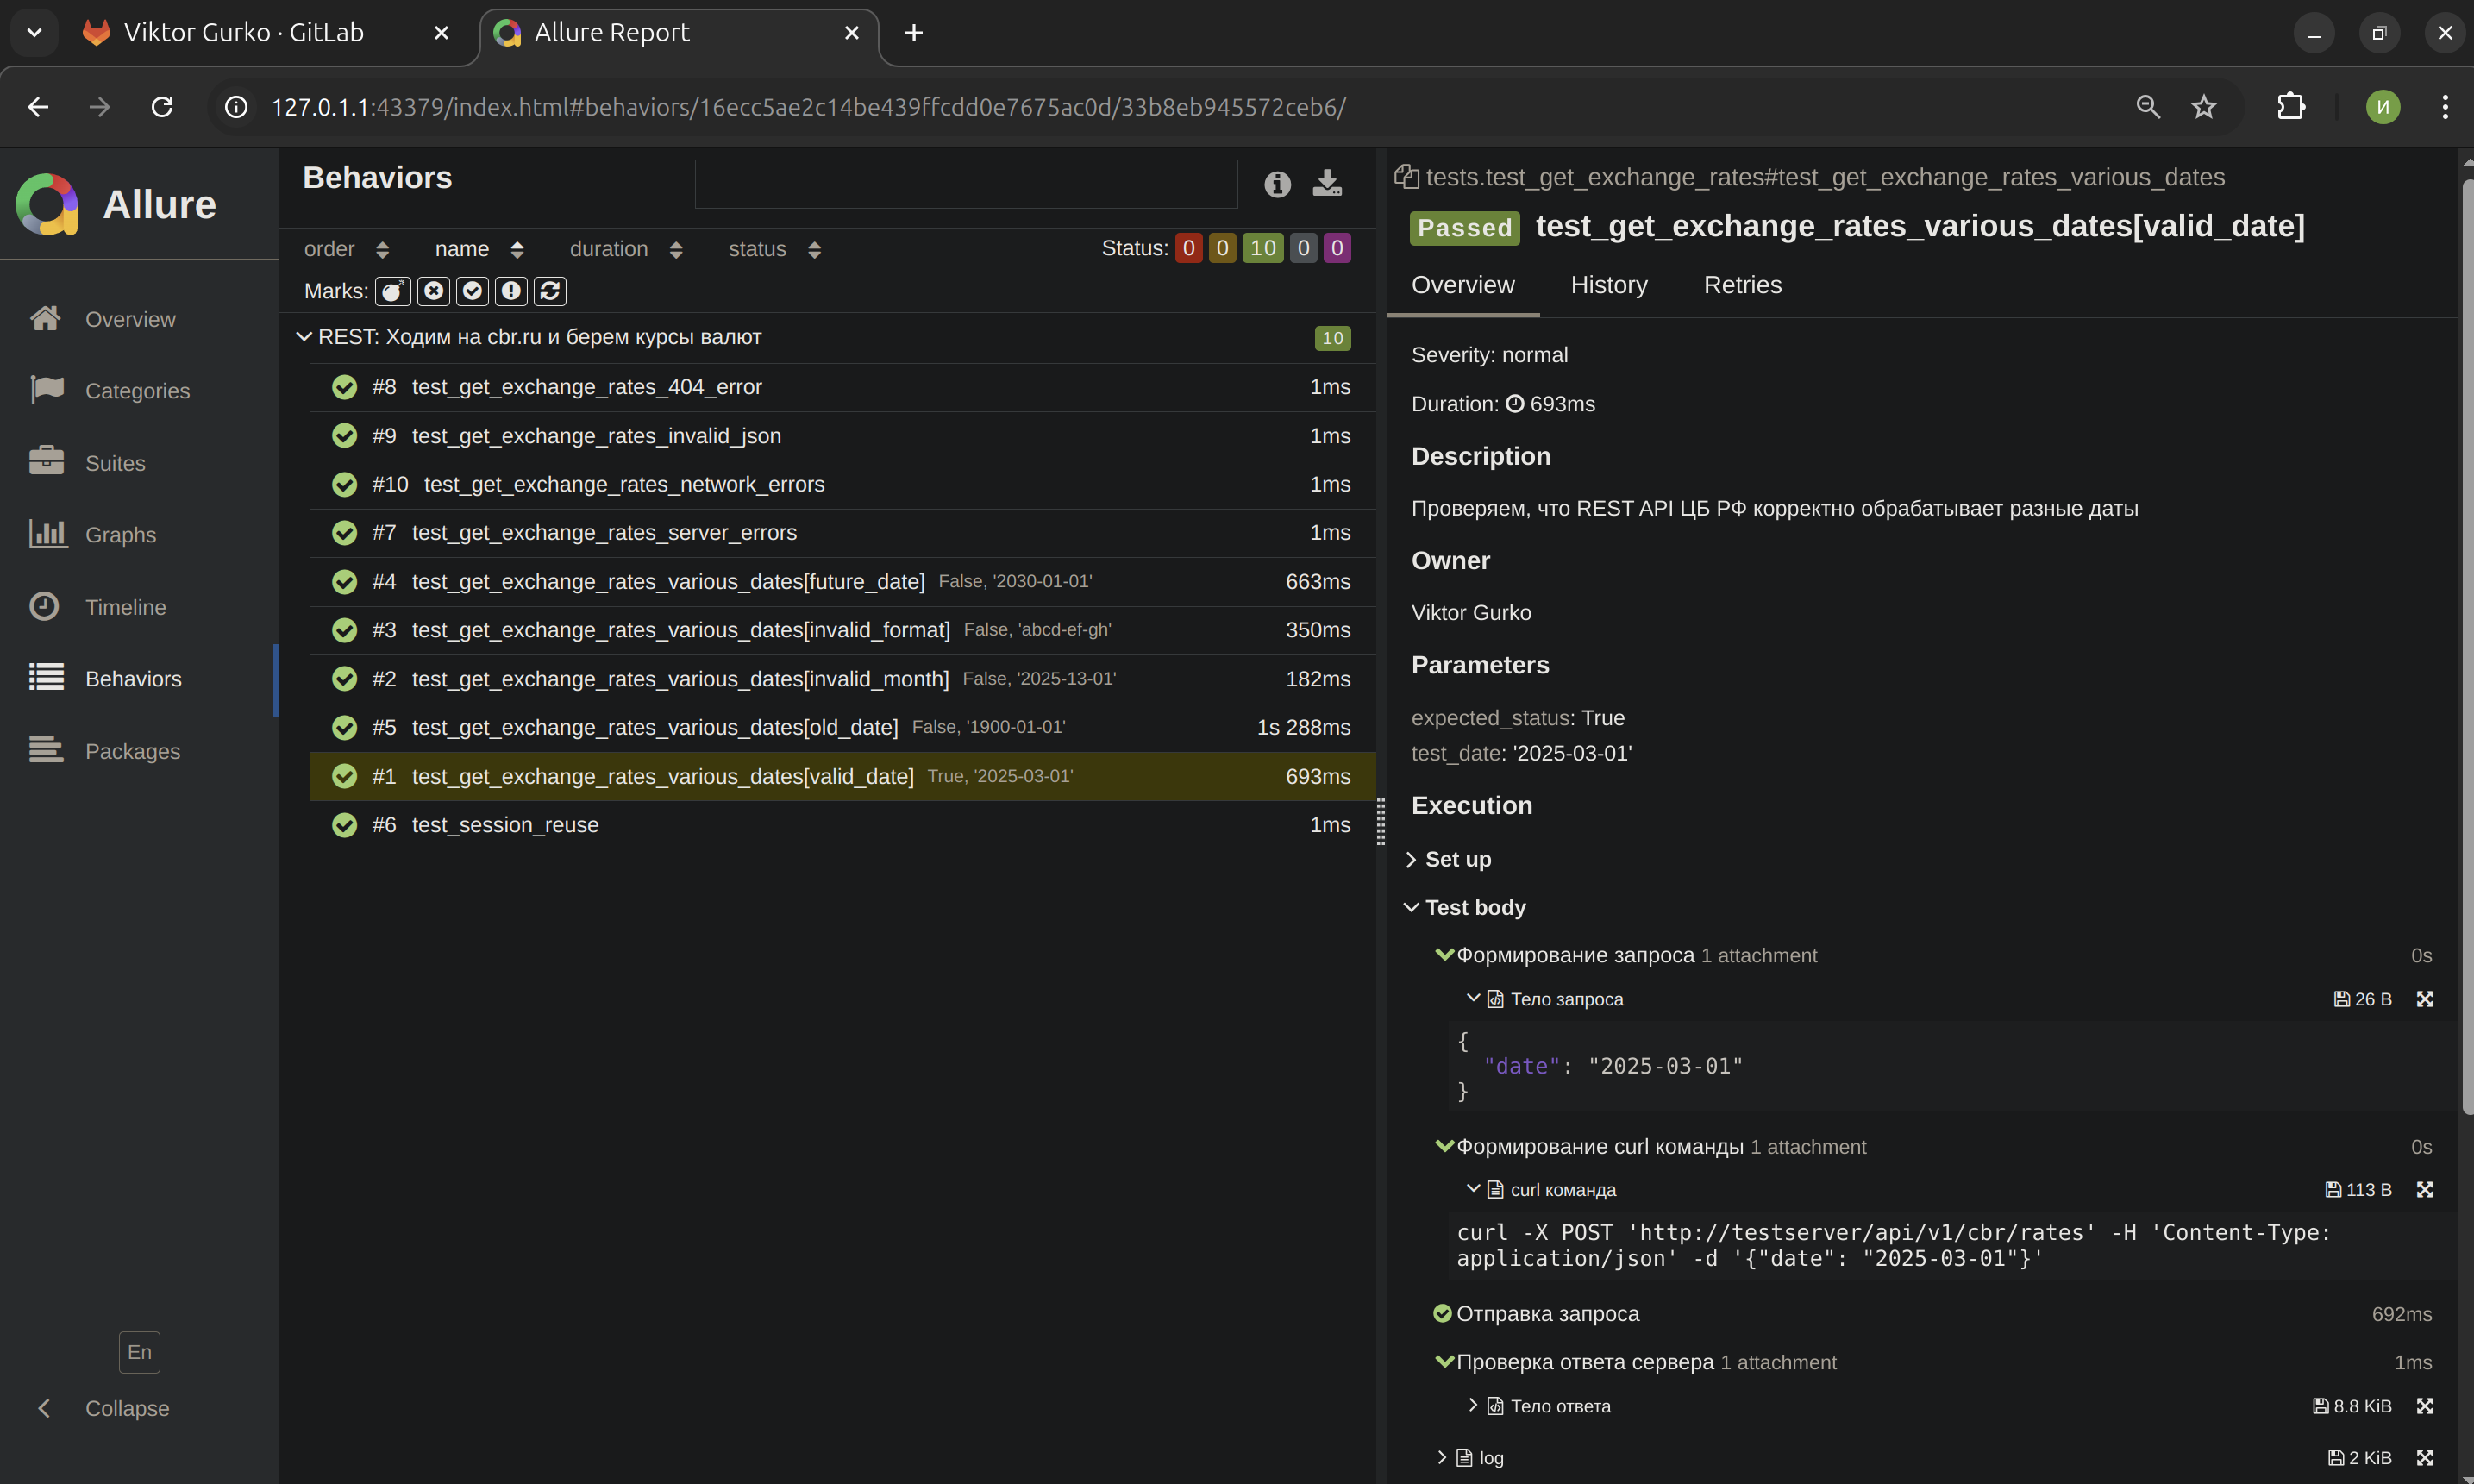 Viktor Gurko · GitLab
Allure Report
127.0.1.1:43379/index.html#behaviors/16ecc5ae2c14be439ffcdd0e7675ac0d/33b8eb945572ceb6/
И
Allure
Overview
Categories
Suites
Graphs
Timeline
Behaviors
Packages
En
Collapse
Behaviors
order name duration status
Status: 0 0 10 0 0
Marks:
REST: Ходим на cbr.ru и берем курсы валют 10
#8 test_get_exchange_rates_404_error 1ms
#9 test_get_exchange_rates_invalid_json 1ms
#10 test_get_exchange_rates_network_errors 1ms
#7 test_get_exchange_rates_server_errors 1ms
#4 test_get_exchange_rates_various_dates[future_date] False, '2030-01-01' 663ms
#3 test_get_exchange_rates_various_dates[invalid_format] False, 'abcd-ef-gh' 350ms
#2 test_get_exchange_rates_various_dates[invalid_month] False, '2025-13-01' 182ms
#5 test_get_exchange_rates_various_dates[old_date] False, '1900-01-01' 1s 288ms
#1 test_get_exchange_rates_various_dates[valid_date] True, '2025-03-01' 693ms
#6 test_session_reuse 1ms
tests.test_get_exchange_rates#test_get_exchange_rates_various_dates
Passed test_get_exchange_rates_various_dates[valid_date]
Overview History Retries
Severity: normal
Duration: 693ms
Description
Проверяем, что REST API ЦБ РФ корректно обрабатывает разные даты
Owner
Viktor Gurko
Parameters
expected_status: True
test_date: '2025-03-01'
Execution
Set up
Test body
Формирование запроса 1 attachment 0s
Тело запроса 26 B
{
"date": "2025-03-01"
}
Формирование curl команды 1 attachment 0s
curl команда 113 B
curl -X POST 'http://testserver/api/v1/cbr/rates' -H 'Content-Type:
application/json' -d '{"date": "2025-03-01"}'
Отправка запроса 692ms
Проверка ответа сервера 1 attachment 1ms
Тело ответа 8.8 KiB
log 2 KiB